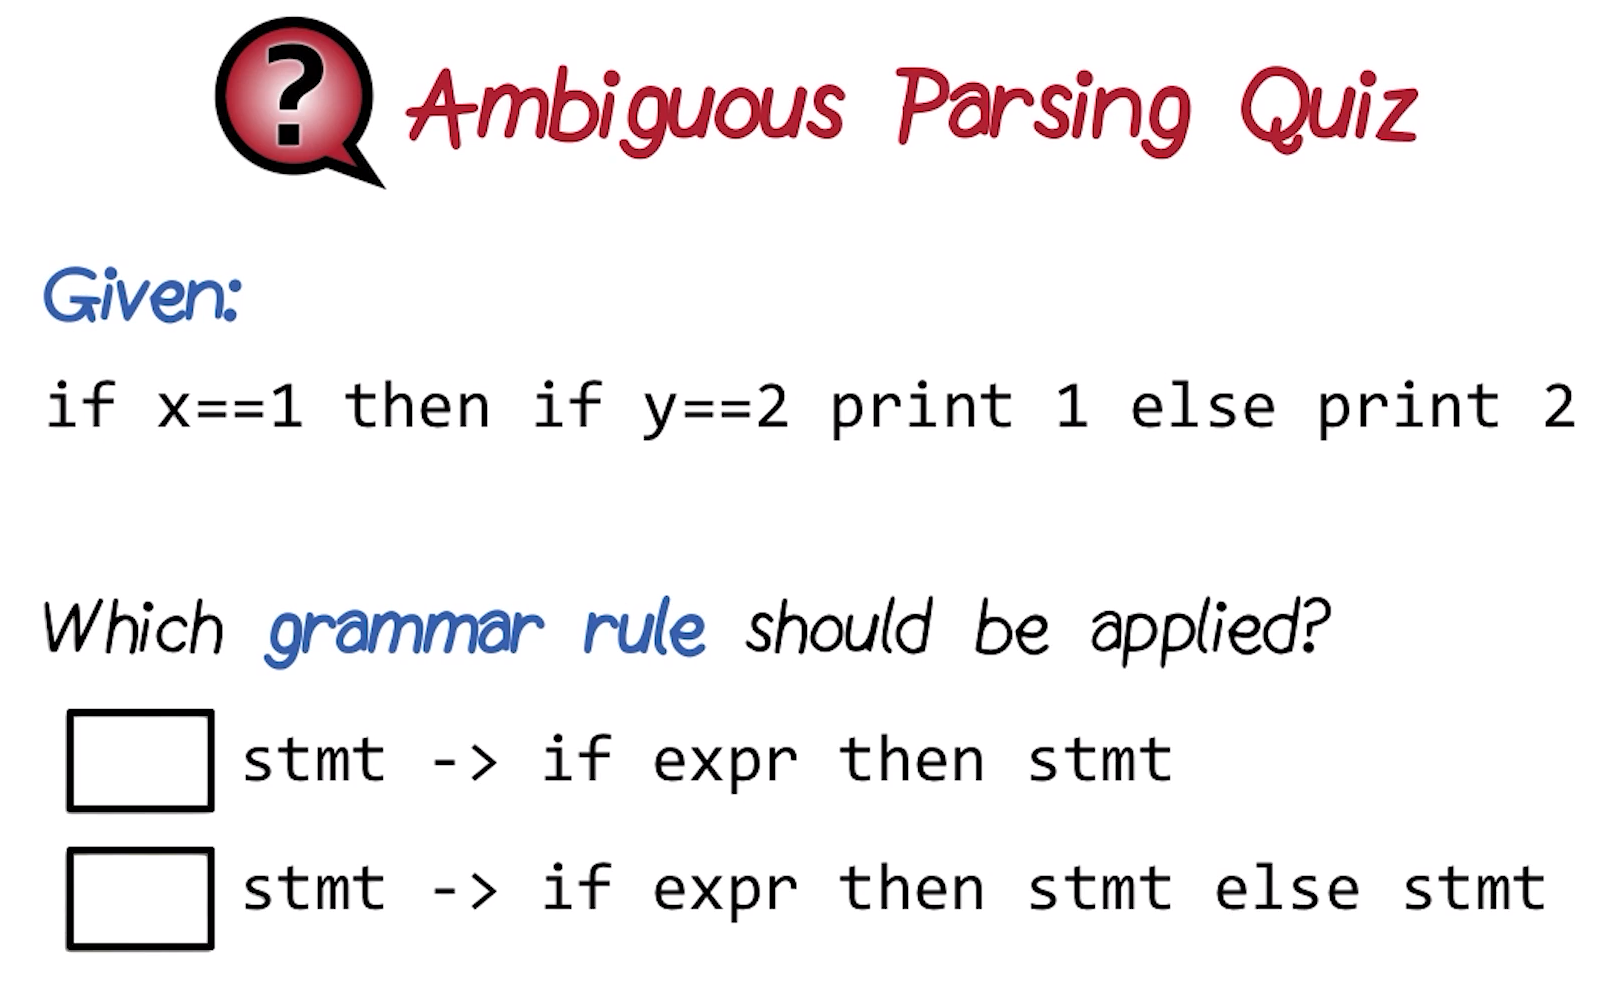 ?
Ambiguous Parsing Quiz
Given:
if x==1 then if y==2 print 1 else print 2
Which grammar rule should be applied?
stmt -> if expr then stmt
stmt -> if expr then stmt else stmt